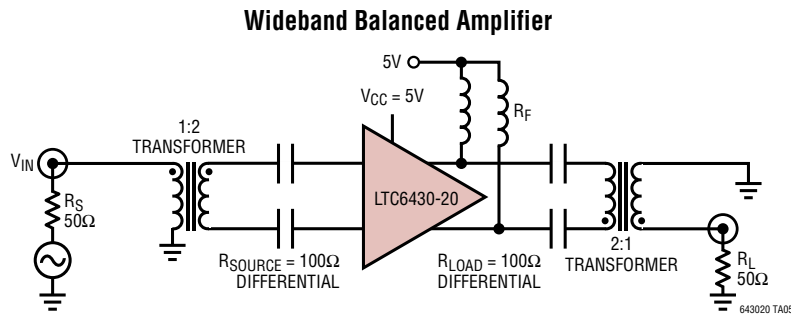 Wideband Balanced Amplifier
5V
VCC = 5V
RF
1:2
TRANSFORMER
VIN
RS
50Ω
LTC6430-20
RSOURCE = 100Ω
DIFFERENTIAL
RLOAD = 100Ω
DIFFERENTIAL
2:1
TRANSFORMER
RL
50Ω
643020 TA05